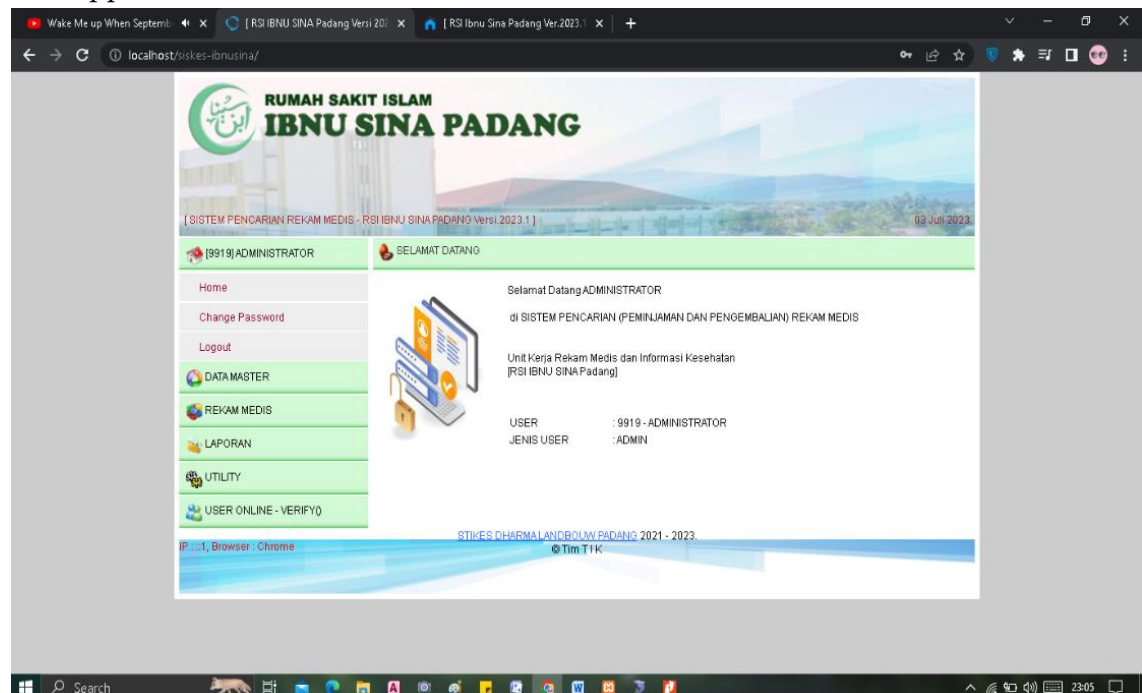 Wake Me up When Septemb
[ RSI IBNU SINA Padang Versi 202
[ RSI Ibnu Sina Padang Ver.2023.1
localhost/siskes-ibnusina/
RUMAH SAKIT ISLAM
IBNU SINA PADANG
[ SISTEM PENCARIAN REKAM MEDIS - RSI IBNU SINA PADANG Versi.2023.1 ]
03 Juli 2023
[9919] ADMINISTRATOR
SELAMAT DATANG
Home
Change Password
Logout
DATA MASTER
REKAM MEDIS
LAPORAN
UTILITY
USER ONLINE - VERIFY()
Selamat Datang ADMINISTRATOR
di SISTEM PENCARIAN (PEMINJAMAN DAN PENGEMBALIAN) REKAM MEDIS
Unit Kerja Rekam Medis dan Informasi Kesehatan
[RSI IBNU SINA Padang]
USER : 9919 - ADMINISTRATOR
JENIS USER : ADMIN
STIKES DHARMA LANDBOUW PADANG 2021 - 2023.
© Tim T I K
IP : ::1, Browser : Chrome
Search
23:05